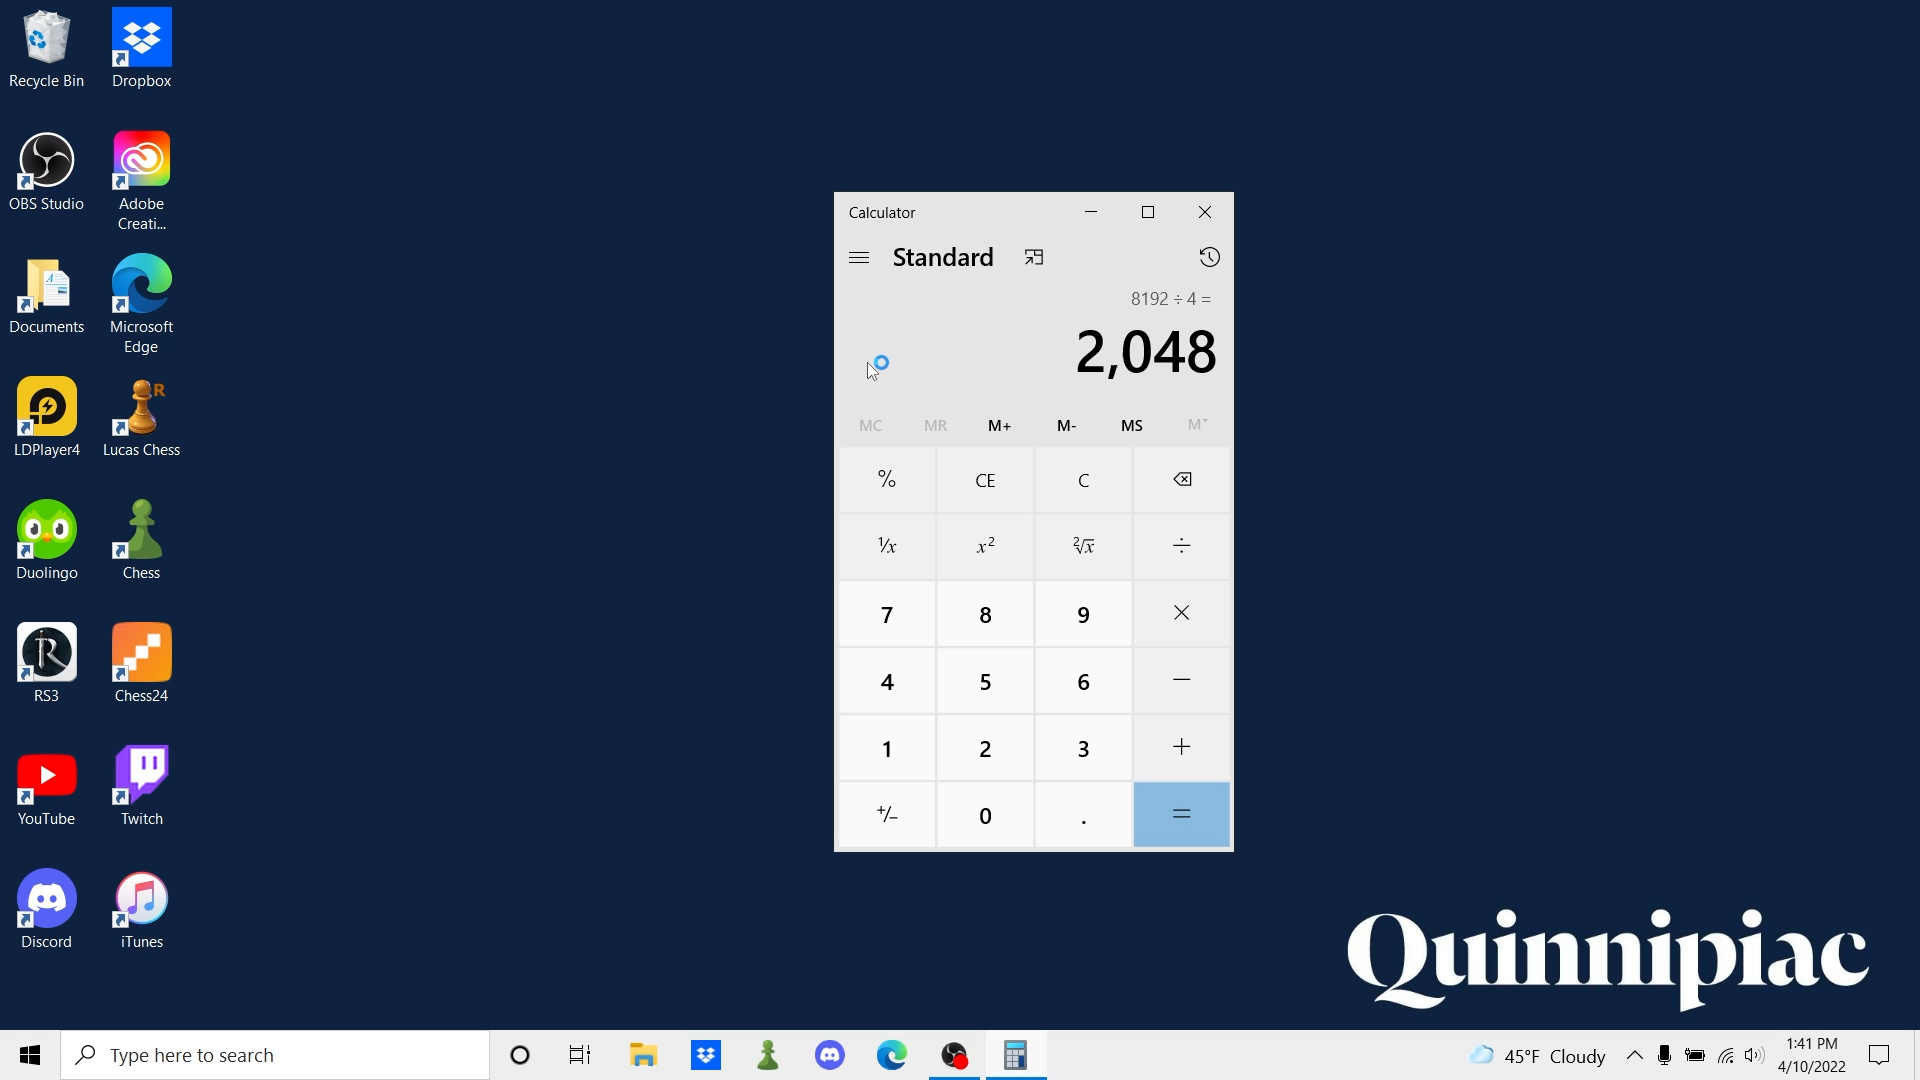 Recycle Bin
Dropbox
OBS Studio
Adobe
Creati...
Documents
Microsoft
Edge
LDPlayer4
R
Lucas Chess
Duolingo
Chess
RS3
Chess24
YouTube
Twitch
Discord
iTunes
Calculator
Standard
8192 ÷ 4 =
2,048
MC MR M+ M- MS M˅
% CE C
⅟x x² ²√x ÷
7 8 9 ×
4 5 6 −
1 2 3 +
+/− 0 . =
Quinnipiac
Type here to search
45°F Cloudy
1:41 PM
4/10/2022